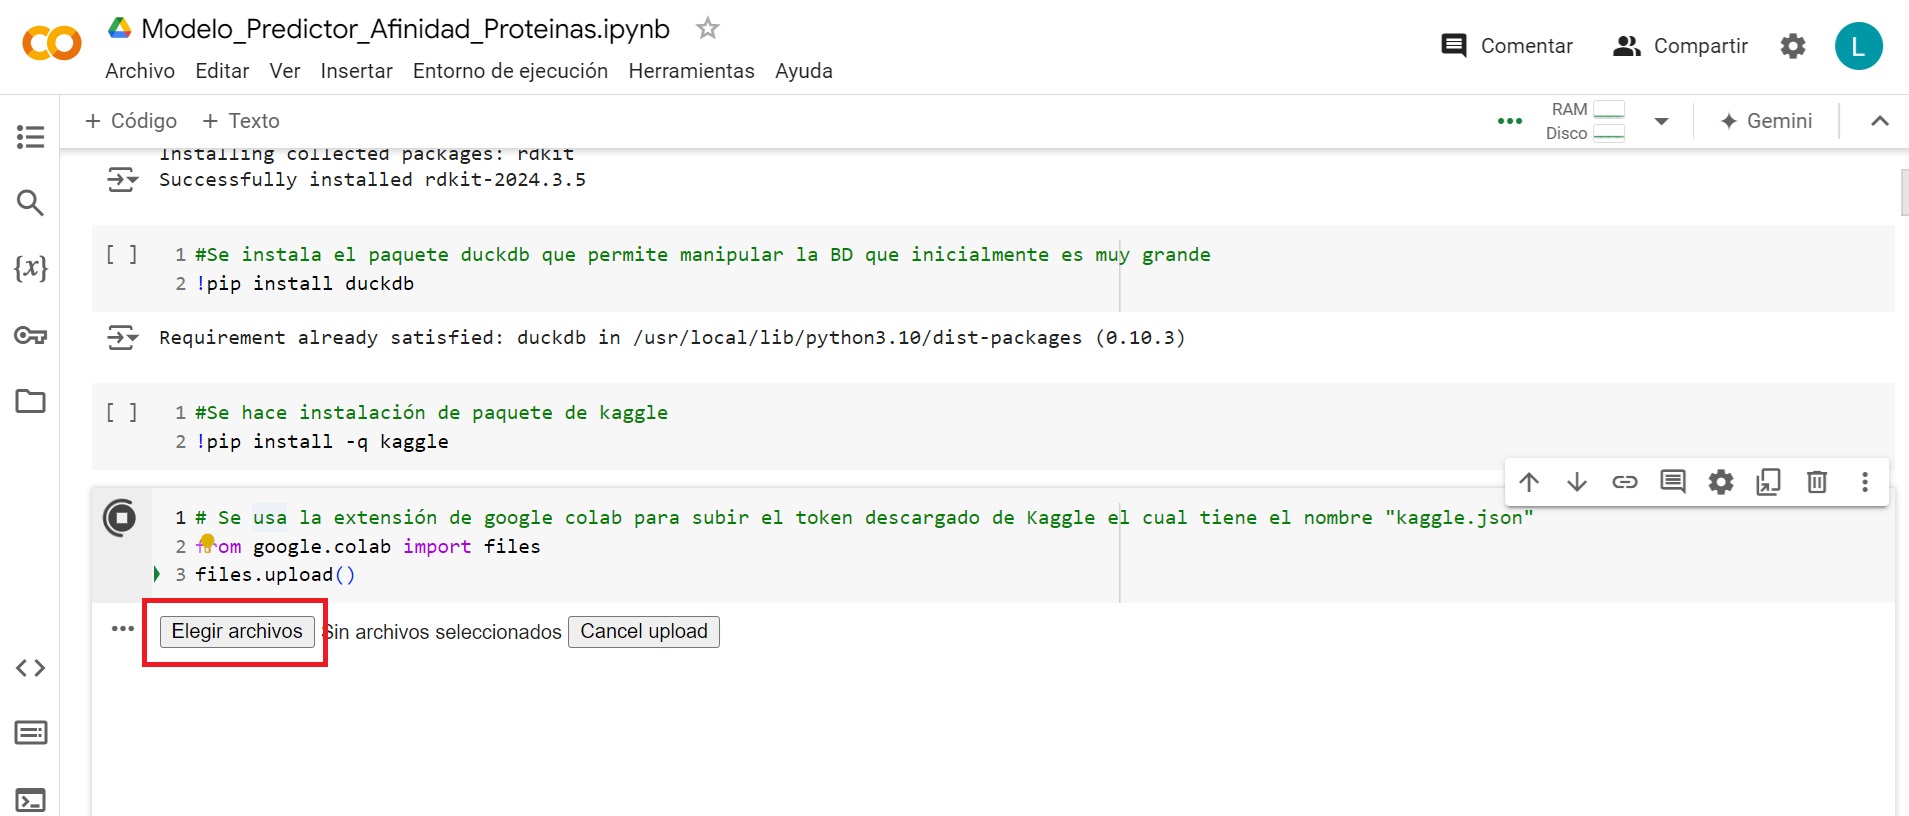 Modelo_Predictor_Afinidad_Proteinas.ipynb
Comentar
Compartir
L
Archivo Editar Ver Insertar Entorno de ejecución Herramientas Ayuda
+ Código + Texto
RAM
Disco
Gemini
Installing collected packages: rdkit
Successfully installed rdkit-2024.3.5
{x}
[ ] 1 #Se instala el paquete duckdb que permite manipular la BD que inicialmente es muy grande
2 !pip install duckdb
Requirement already satisfied: duckdb in /usr/local/lib/python3.10/dist-packages (0.10.3)
[ ] 1 #Se hace instalación de paquete de kaggle
2 !pip install -q kaggle
1 # Se usa la extensión de google colab para subir el token descargado de Kaggle el cual tiene el nombre "kaggle.json"
2 from google.colab import files
3 files.upload()
Elegir archivos Sin archivos seleccionados Cancel upload